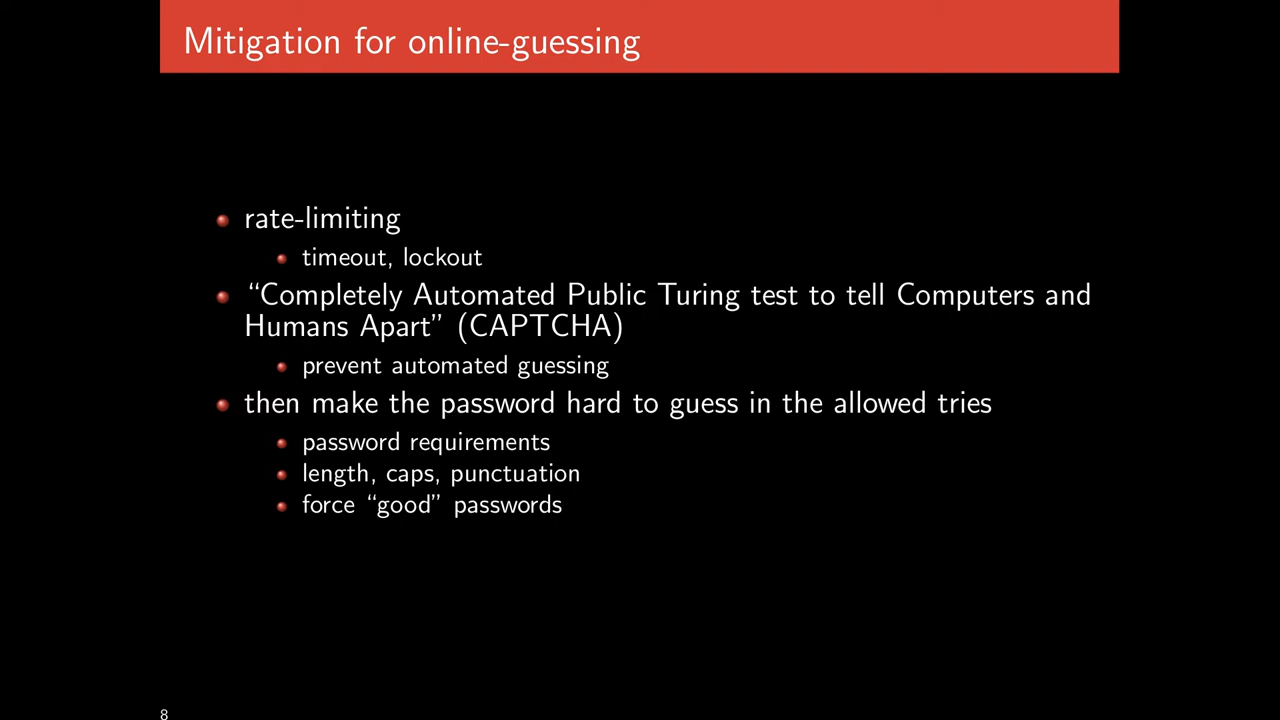 Mitigation for online-guessing
rate-limiting
timeout, lockout
“Completely Automated Public Turing test to tell Computers and
Humans Apart” (CAPTCHA)
prevent automated guessing
then make the password hard to guess in the allowed tries
password requirements
length, caps, punctuation
force “good” passwords
8